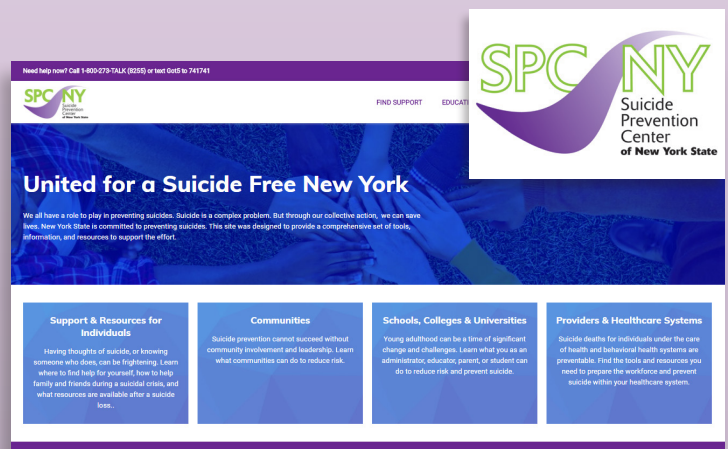 Need help now? Call 1-800-273-TALK (8255) or text Got5 to 741741
SPC NY
Suicide
Prevention
Center
of New York State
SPC NY
Suicide
Prevention
Center
of New York State
FIND SUPPORT
United for a Suicide Free New York
We all have a role to play in preventing suicides. Suicide is a complex problem. But through our collective action, we can save
lives. New York State is committed to preventing suicides. This site was designed to provide a comprehensive set of tools,
information, and resources to support the effort.
Support & Resources for
Individuals
Having thoughts of suicide, or knowing
someone who does, can be frightening. Learn
where to find help for yourself, how to help
family and friends during a suicidal crisis, and
what resources are available after a suicide
loss..
Communities
Suicide prevention cannot succeed without
community involvement and leadership. Learn
what communities can do to reduce risk.
Schools, Colleges & Universities
Young adulthood can be a time of significant
change and challenges. Learn what you as an
administrator, educator, parent, or student can
do to reduce risk and prevent suicide.
Providers & Healthcare Systems
Suicide deaths for individuals under the care
of health and behavioral health systems are
preventable. Find the tools and resources you
need to prepare the workforce and prevent
suicide within your healthcare system.